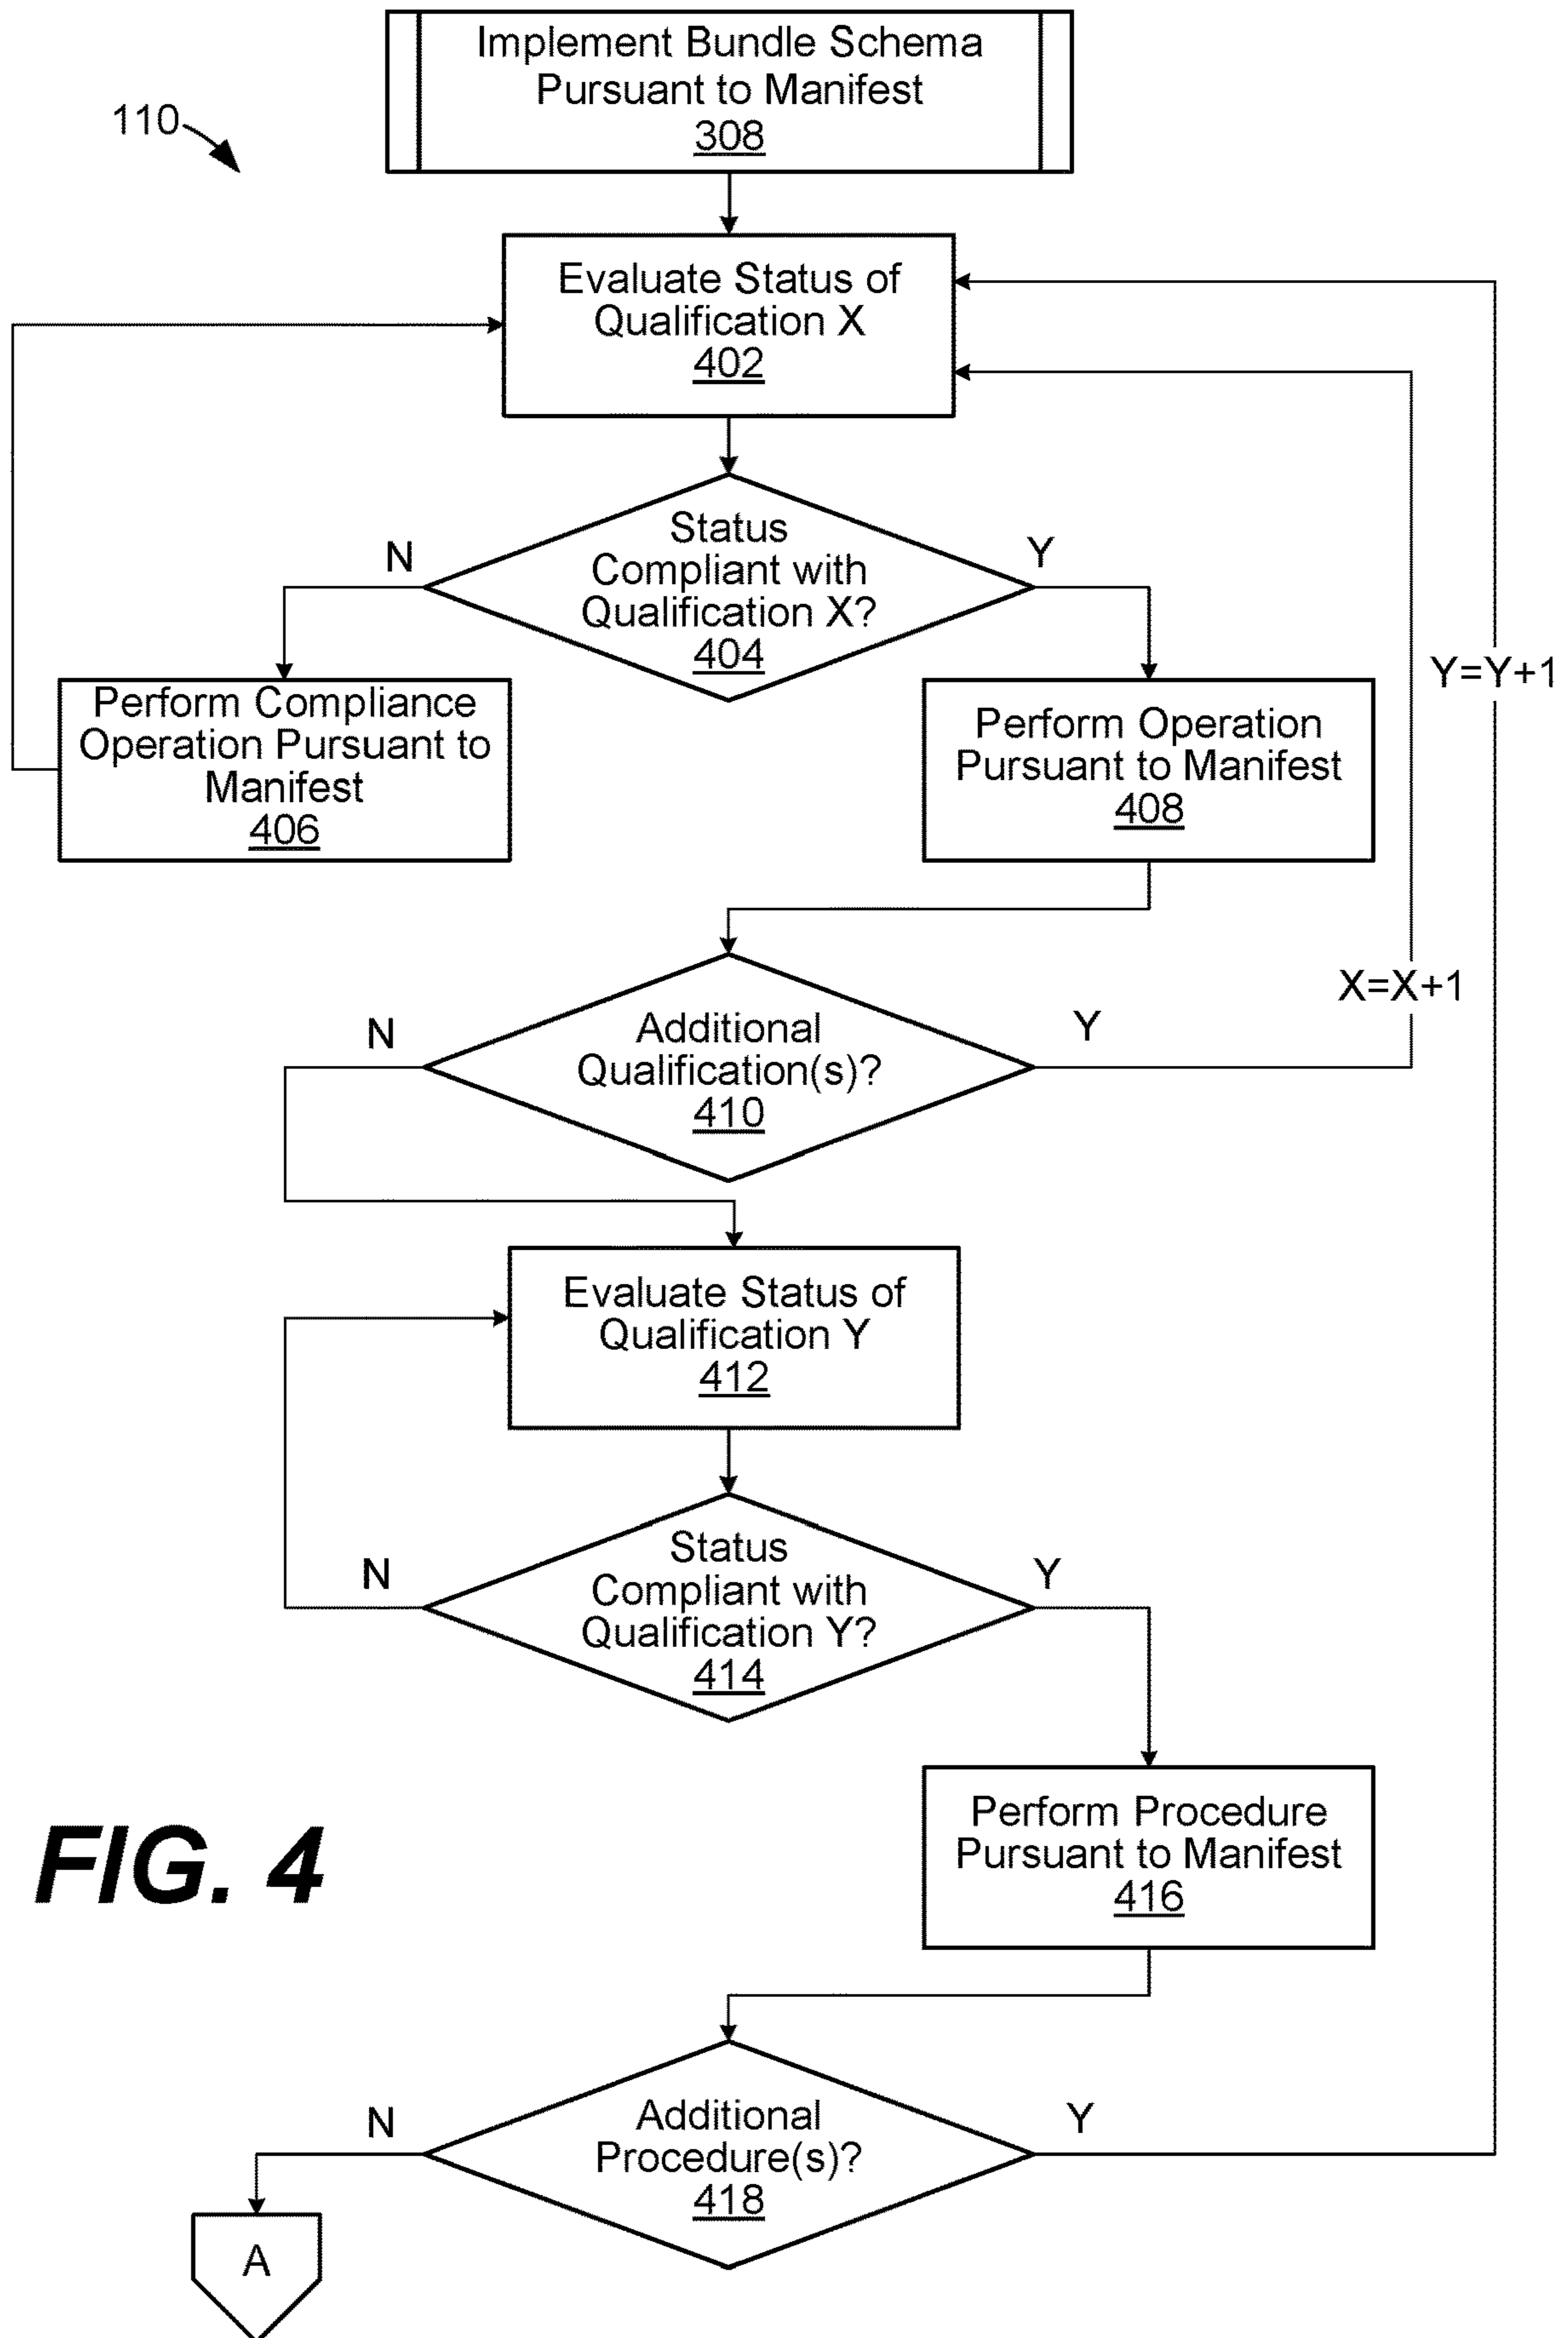 Implement Bundle Schema
Pursuant to Manifest
308
110
Evaluate Status of
Qualification X
402
Status
Compliant with
Qualification X?
404
N
Y
Perform Compliance
Operation Pursuant to
Manifest
406
Perform Operation
Pursuant to Manifest
408
Y=Y+1
X=X+1
Additional
Qualification(s)?
410
N
Y
Evaluate Status of
Qualification Y
412
Status
Compliant with
Qualification Y?
414
N
Y
Perform Procedure
Pursuant to Manifest
416
FIG. 4
Additional
Procedure(s)?
418
N
Y
A